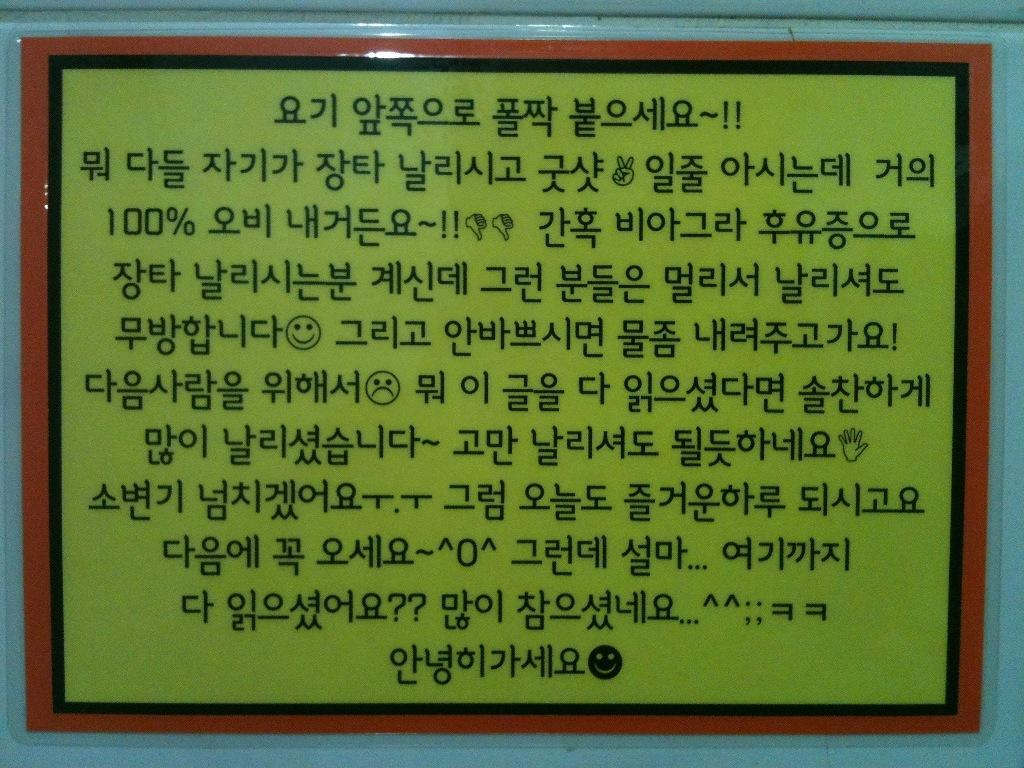 요기 앞쪽으로 폴짝 붙으세요~!!
뭐 다들 자기가 장타 날리시고 굿샷✌일줄 아시는데 거의
100% 오비 내거든요~!!👎👎 간혹 비아그라 후유증으로
장타 날리시는분 계신데 그런 분들은 멀리서 날리셔도
무방합니다☺ 그리고 안바쁘시면 물좀 내려주고가요!
다음사람을 위해서☹ 뭐 이 글을 다 읽으셨다면 솔찬하게
많이 날리셨습니다~ 고만 날리셔도 될듯하네요🖐
소변기 넘치겠어요ㅜ.ㅜ 그럼 오늘도 즐거운하루 되시고요
다음에 꼭 오세요~^0^ 그런데 설마... 여기까지
다 읽으셨어요?? 많이 참으셨네요...^^;;ㅋㅋ
안녕히가세요☻